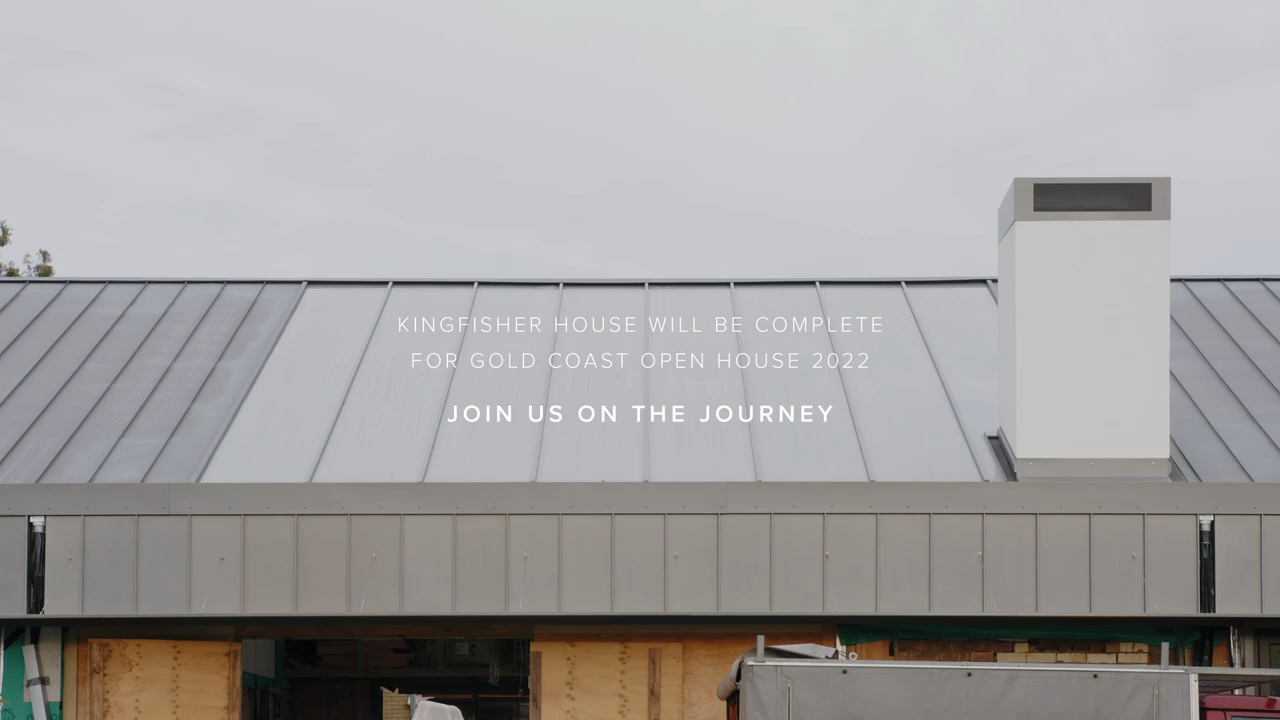 KINGFISHER HOUSE WILL BE COMPLETE
FOR GOLD COAST OPEN HOUSE 2022
JOIN US ON THE JOURNEY